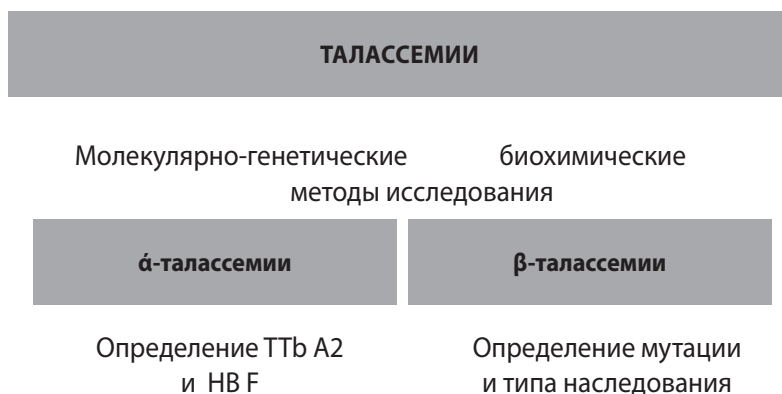 ТАЛАССЕМИИ
Молекулярно-генетические биохимические
методы исследования
ά-талассемии β-талассемии
Определение TTb A2 Определение мутации
и HB F и типа наследования